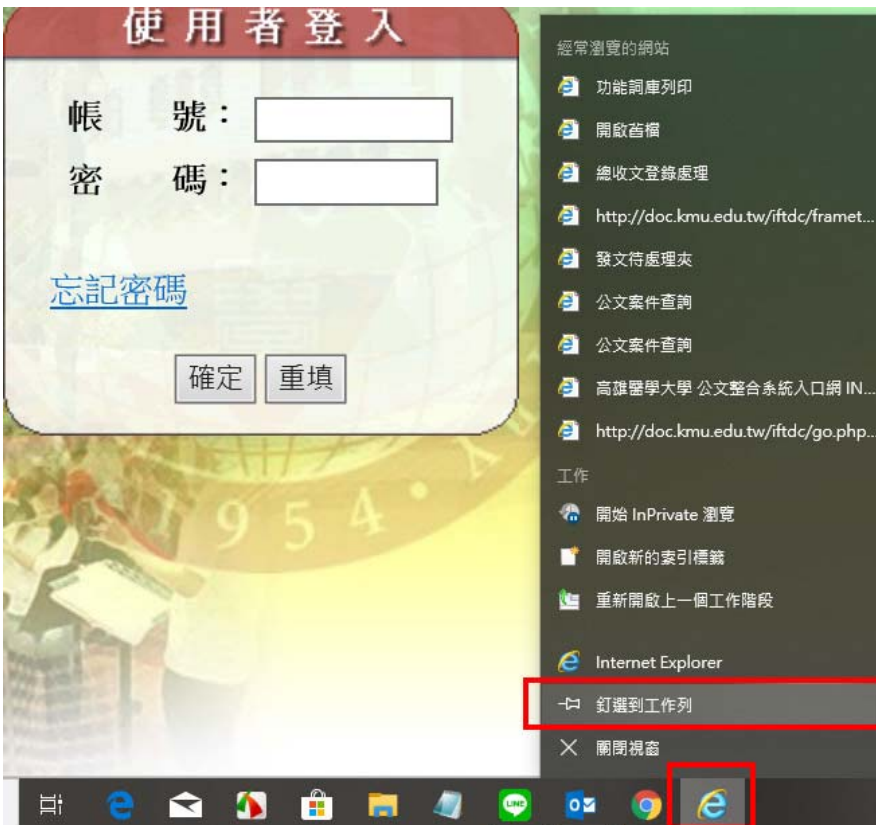 使用者登入
帳 號：
密 碼：
忘記密碼
確定 重填
1954
經常瀏覽的網站
功能詞庫列印
開啟舊檔
總收文登錄處理
http://doc.kmu.edu.tw/iftdc/framet...
發文待處理夾
公文案件查詢
公文案件查詢
高雄醫學大學 公文整合系統入口網 IN...
http://doc.kmu.edu.tw/iftdc/go.php...
工作
開始 InPrivate 瀏覽
開啟新的索引標籤
重新開啟上一個工作階段
Internet Explorer
釘選到工作列
關閉視窗
LINE